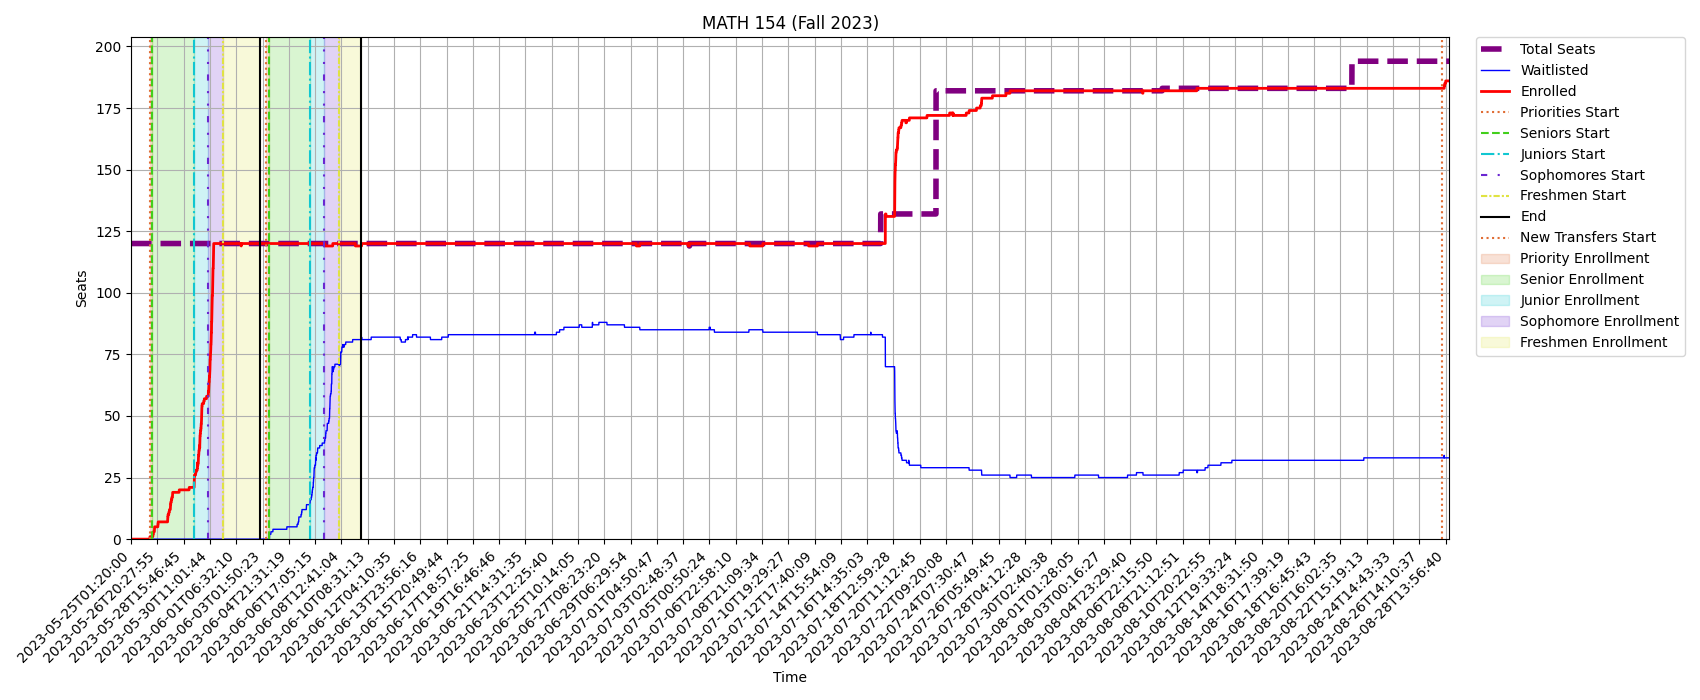 MATH 154 (Fall 2023)
200
175
150
125
100
75
50
25
0
Seats
2023-05-25T01:20:00
2023-05-26T20:27:55
2023-05-28T15:46:45
2023-05-30T11:01:44
2023-06-01T06:32:10
2023-06-03T01:50:23
2023-06-04T21:31:19
2023-06-06T17:05:15
2023-06-08T12:41:04
2023-06-10T08:31:13
2023-06-12T04:10:35
2023-06-13T23:56:16
2023-06-15T20:49:44
2023-06-17T18:57:25
2023-06-19T16:46:46
2023-06-21T14:31:35
2023-06-23T12:25:40
2023-06-25T10:14:05
2023-06-27T08:23:20
2023-06-29T06:29:54
2023-07-01T04:50:47
2023-07-03T02:48:37
2023-07-05T00:50:24
2023-07-06T22:58:10
2023-07-08T21:09:34
2023-07-10T19:29:27
2023-07-12T17:40:09
2023-07-14T15:54:09
2023-07-16T14:35:03
2023-07-18T12:59:28
2023-07-20T11:12:45
2023-07-22T09:20:08
2023-07-24T07:30:47
2023-07-26T05:49:45
2023-07-28T04:12:28
2023-07-30T02:40:38
2023-08-01T01:28:05
2023-08-03T00:16:27
2023-08-04T23:29:40
2023-08-06T22:15:50
2023-08-08T21:12:51
2023-08-10T20:22:55
2023-08-12T19:33:24
2023-08-14T18:31:50
2023-08-16T17:39:19
2023-08-18T16:45:43
2023-08-20T16:02:35
2023-08-22T15:19:13
2023-08-24T14:43:33
2023-08-26T14:10:37
2023-08-28T13:56:40
Time
Total Seats
Waitlisted
Enrolled
Priorities Start
Seniors Start
Juniors Start
Sophomores Start
Freshmen Start
End
New Transfers Start
Priority Enrollment
Senior Enrollment
Junior Enrollment
Sophomore Enrollment
Freshmen Enrollment